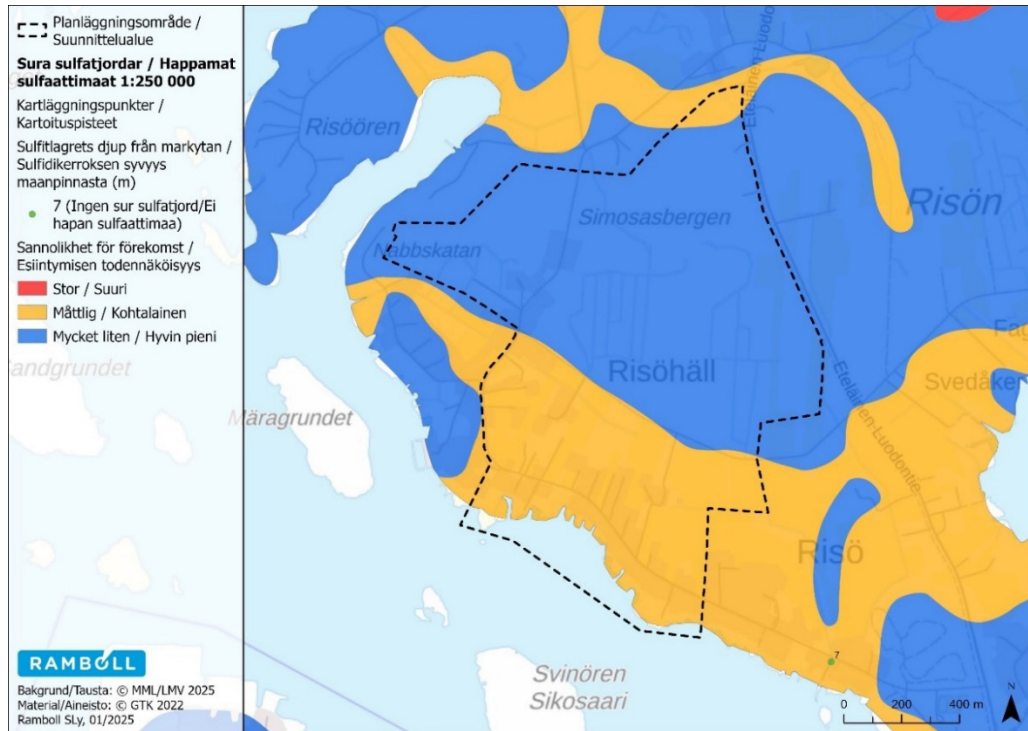 Planläggningsområde /
Suunnittelualue
Sura sulfatjordar / Happamat
sulfaattimaat 1:250 000
Kartläggningspunkter /
Kartoituspisteet
Sulfitlagrets djup från markytan /
Sulfidikerroksen syvyys
maanpinnasta (m)
7 (Ingen sur sulfatjord/Ei
hapan sulfaattimaa)
Sannolikhet för förekomst /
Esiintymisen todennäköisyys
Stor / Suuri
Måttlig / Kohtalainen
Mycket liten / Hyvin pieni
RAMBOLL
Bakgrund/Tausta: © MML/LMV 2025
Material/Aineisto: © GTK 2022
Ramboll SLy, 01/2025
Risöören
Simosasbergen
Risön
Nabbskatan
Risöhäll
Svedåker
Sandgrundet
Märagrundet
Eteläinen-Luodontie
Risö
7
Svinören
Sikosaari
0 200 400 m
N